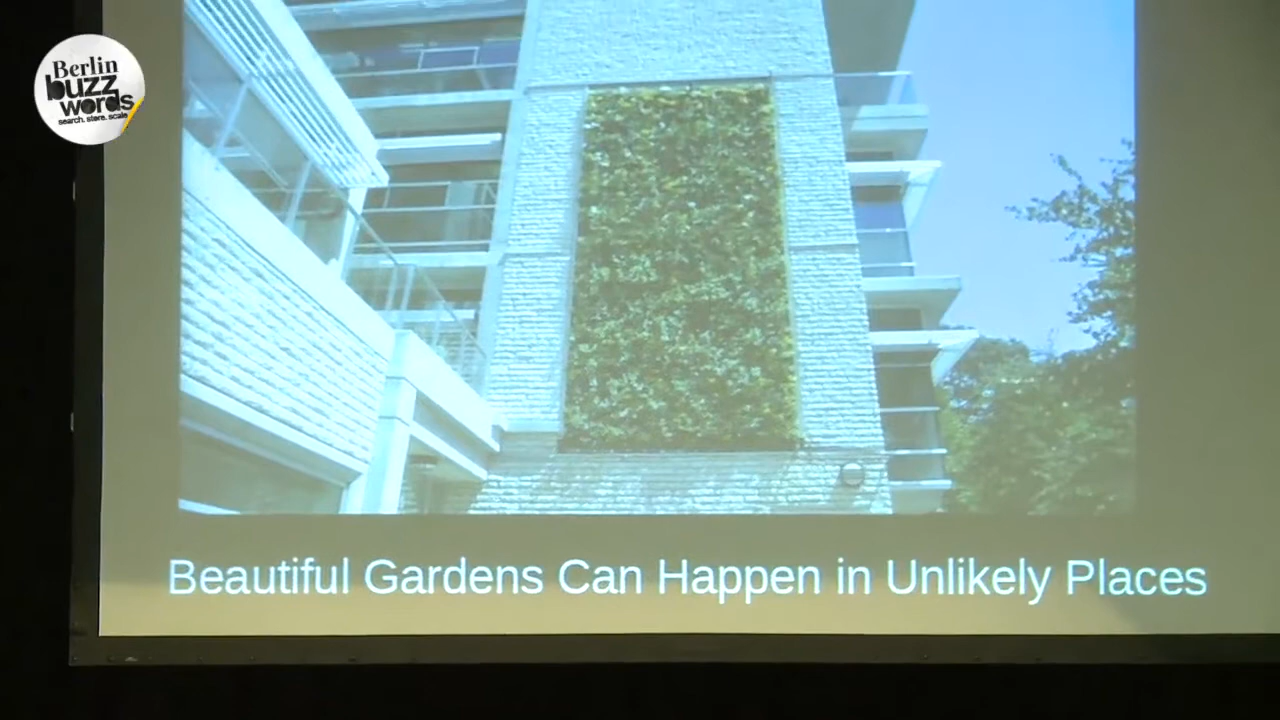 Berlin
buzz
words
search. store. scale
Beautiful Gardens Can Happen in Unlikely Places